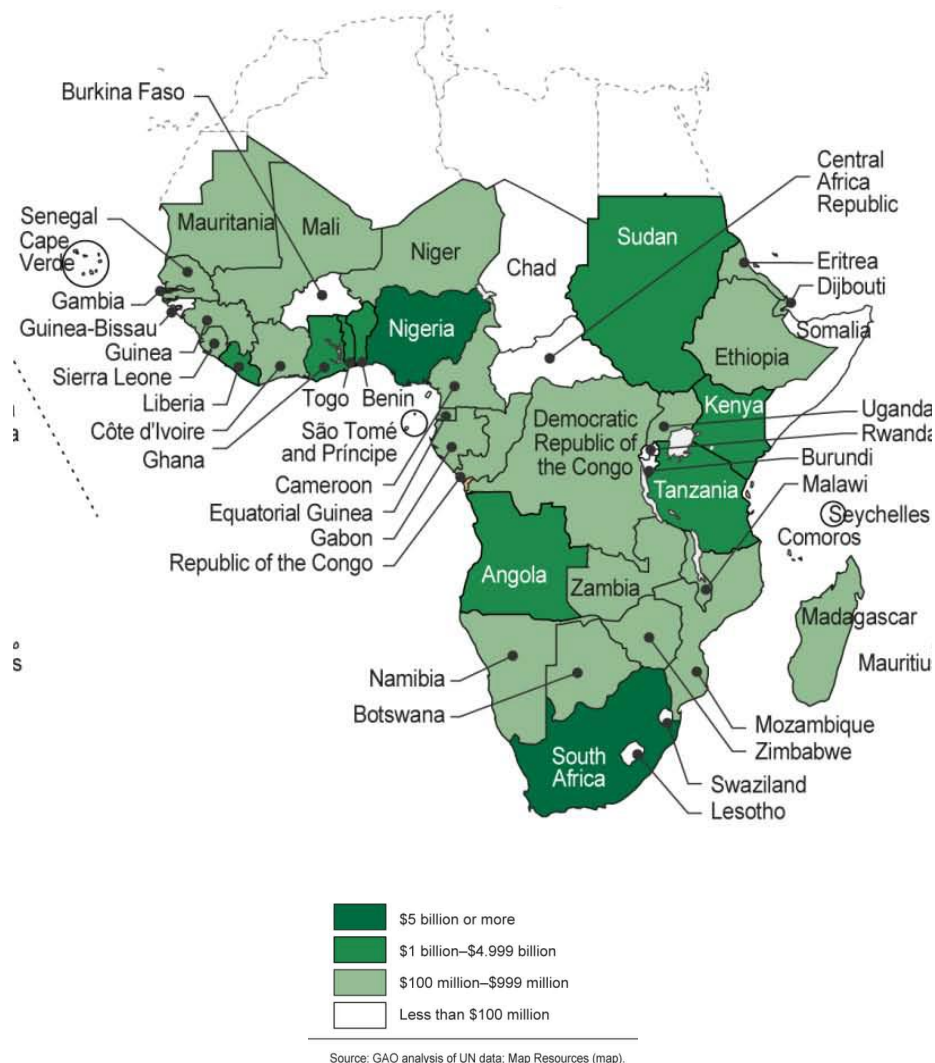 Burkina Faso
Central
Africa
Republic
Senegal
Cape
Verde
Mauritania
Mali
Niger
Chad
Sudan
Eritrea
Djibouti
Gambia
Guinea-Bissau
Guinea
Sierra Leone
Liberia
Côte d'Ivoire
Ghana
Togo
Benin
Nigeria
Somalia
Ethiopia
São Tomé
and Príncipe
Cameroon
Equatorial Guinea
Gabon
Republic of the Congo
Democratic
Republic of
the Congo
Kenya
Uganda
Rwanda
Burundi
Tanzania
Malawi
Seychelles
Comoros
Angola
Zambia
Madagascar
Mauritiu
Namibia
Botswana
Mozambique
Zimbabwe
South
Africa
Swaziland
Lesotho
a
s
$5 billion or more
$1 billion–$4.999 billion
$100 million–$999 million
Less than $100 million
Source: GAO analysis of UN data; Map Resources (map).